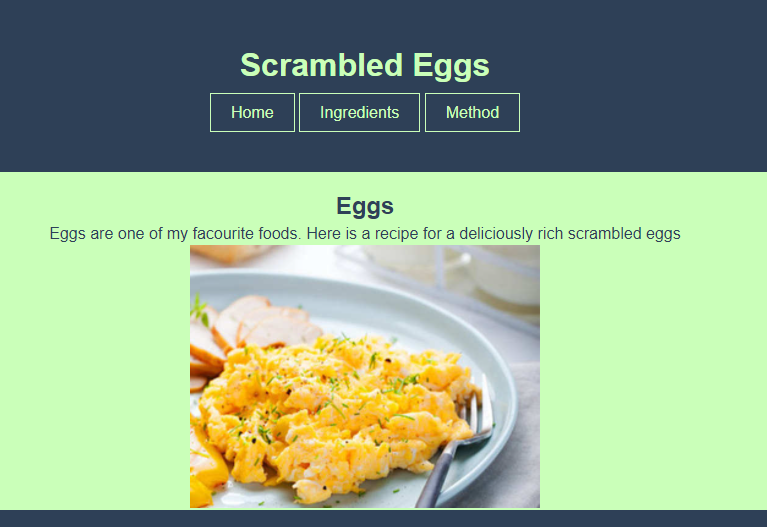 Scrambled Eggs
Home Ingredients Method
Eggs
Eggs are one of my facourite foods. Here is a recipe for a deliciously rich scrambled eggs